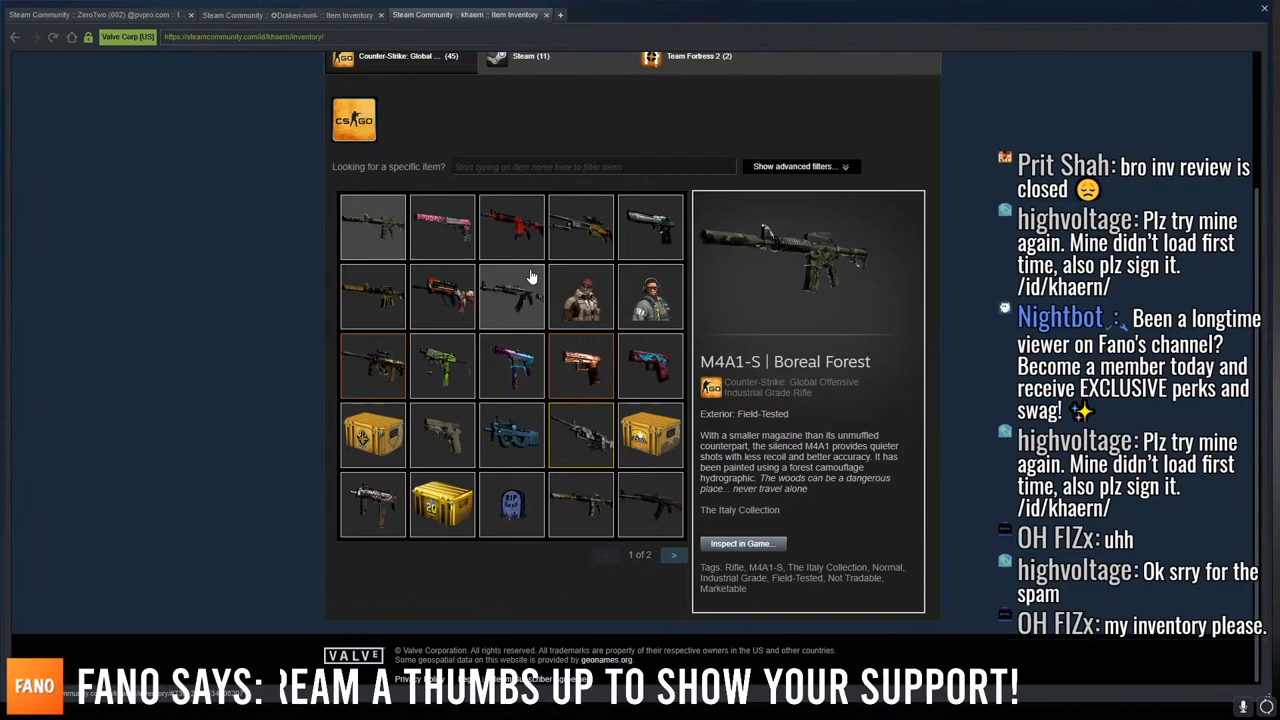 Steam Community :: ZeroTwo (002) @pvpro.com :: I...
Steam Community :: ✪Draken-iwnl- :: Item Inventory
Steam Community :: khaern :: Item Inventory
Valve Corp [US]
https://steamcommunity.com/id/khaern/inventory/
Counter-Strike: Global ... (45)
Steam (11)
Team Fortress 2 (2)
CS GO
Looking for a specific item?
Start typing an item name here to filter items
Show advanced filters...
M4A1-S | Boreal Forest
Counter-Strike: Global Offensive
Industrial Grade Rifle
Exterior: Field-Tested
With a smaller magazine than its unmuffled
counterpart, the silenced M4A1 provides quieter
shots with less recoil and better accuracy. It has
been painted using a forest camouflage
hydrographic. The woods can be a dangerous
place... never travel alone
The Italy Collection
Inspect in Game...
Tags: Rifle, M4A1-S, The Italy Collection, Normal,
Industrial Grade, Field-Tested, Not Tradable,
Marketable
1 of 2
>
VALVE
© Valve Corporation. All rights reserved. All trademarks are property of their respective owners in the US and other countries.
Some geospatial data on this website is provided by geonames.org.
Prit Shah: bro inv review is
closed 😔
highvoltage: Plz try mine
again. Mine didn't load first
time, also plz sign it.
/id/khaern/
Nightbot: Been a longtime
viewer on Fano's channel?
Become a member today and
receive EXCLUSIVE perks and
swag! ✨
highvoltage: Plz try mine
again. Mine didn't load first
time, also plz sign it.
/id/khaern/
OH FIZx: uhh
highvoltage: Ok srry for the
spam
OH FIZx: my inventory please.
FANO
FANO SAYS: REAM A THUMBS UP TO SHOW YOUR SUPPORT!